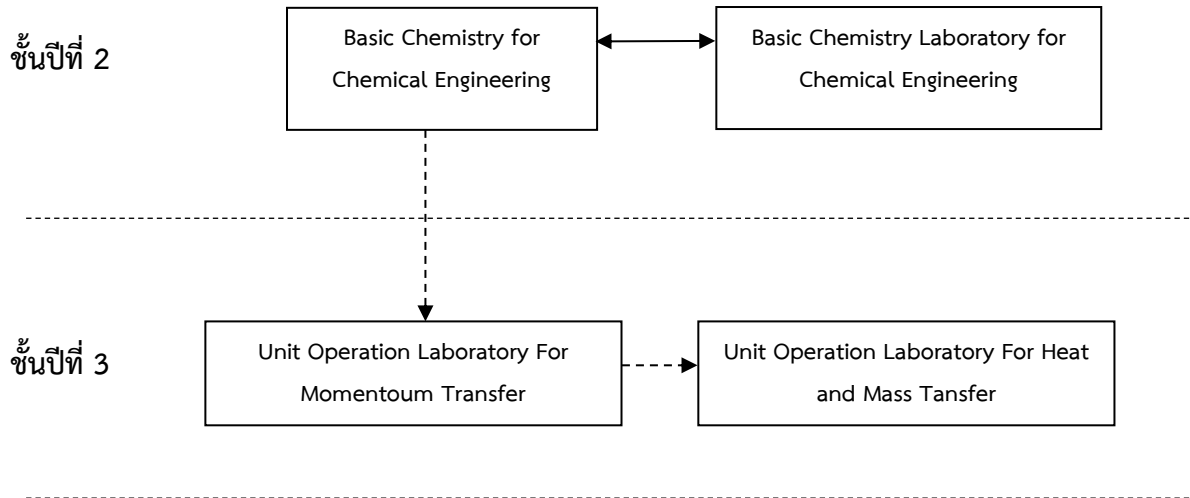 ชั้นปีที่ 2
Basic Chemistry for
Chemical Engineering
Basic Chemistry Laboratory for
Chemical Engineering
ชั้นปีที่ 3
Unit Operation Laboratory For
Momentoum Transfer
Unit Operation Laboratory For Heat
and Mass Tansfer